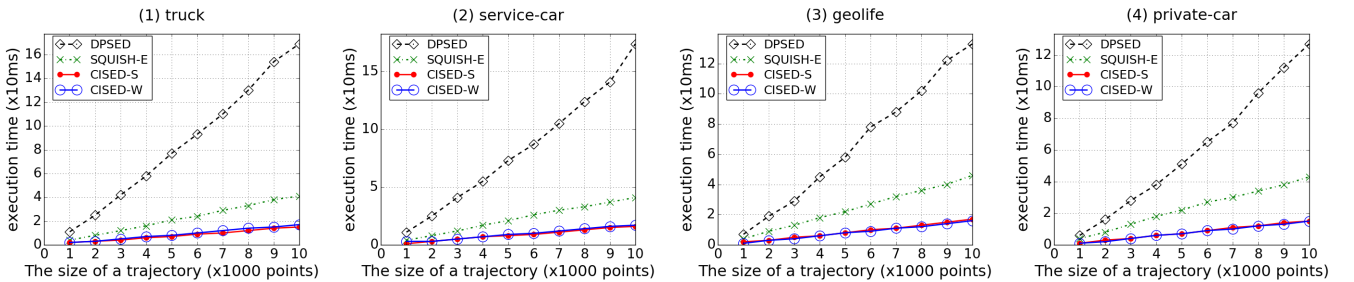 (1) truck
execution time (x10ms)
16
14
12
10
8
6
4
2
0
DPSED
SQUISH-E
CISED-S
CISED-W
0 1 2 3 4 5 6 7 8 9 10
The size of a trajectory (x1000 points)
(2) service-car
execution time (x10ms)
15
10
5
0
DPSED
SQUISH-E
CISED-S
CISED-W
0 1 2 3 4 5 6 7 8 9 10
The size of a trajectory (x1000 points)
(3) geolife
execution time (x10ms)
12
10
8
6
4
2
0
DPSED
SQUISH-E
CISED-S
CISED-W
0 1 2 3 4 5 6 7 8 9 10
The size of a trajectory (x1000 points)
(4) private-car
execution time (x10ms)
12
10
8
6
4
2
0
DPSED
SQUISH-E
CISED-S
CISED-W
0 1 2 3 4 5 6 7 8 9 10
The size of a trajectory (x1000 points)